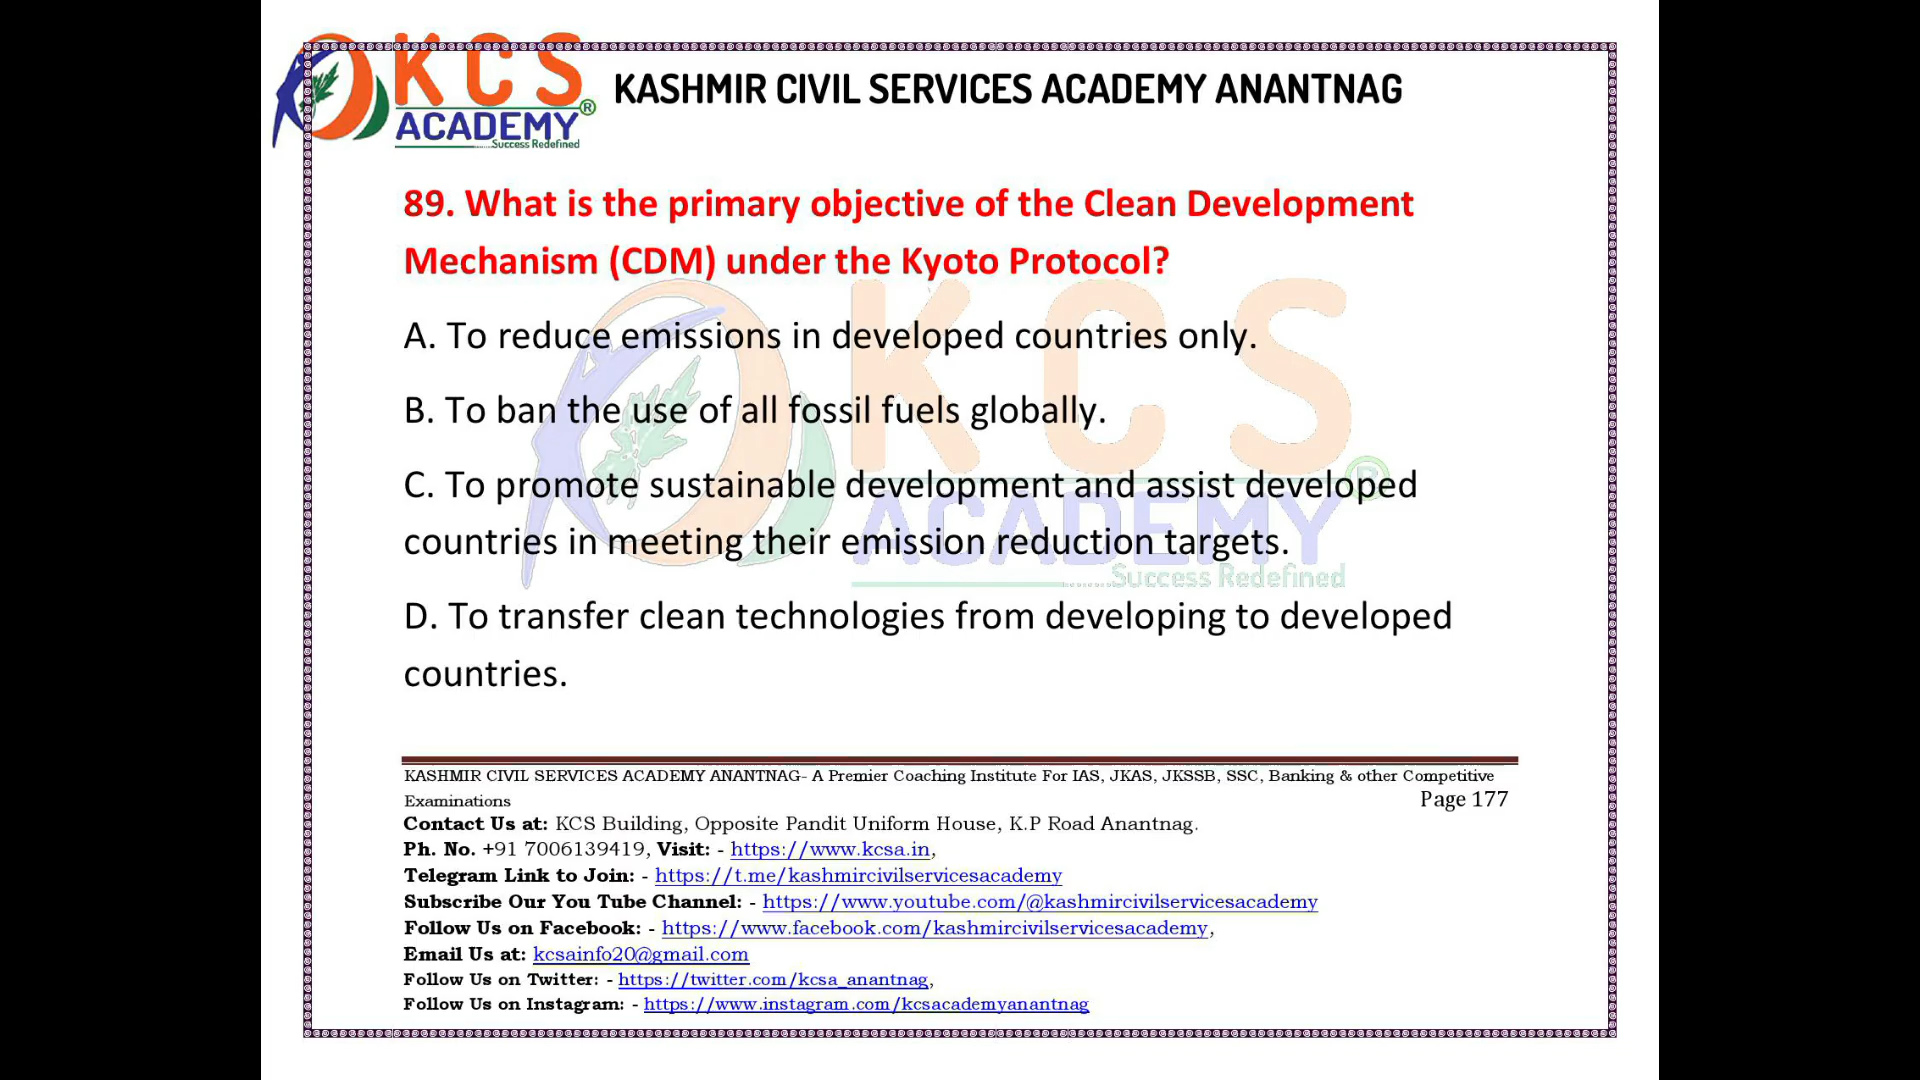 KCS
ACADEMY®
......Success Redefined
KASHMIR CIVIL SERVICES ACADEMY ANANTNAG
89. What is the primary objective of the Clean Development
Mechanism (CDM) under the Kyoto Protocol?
A. To reduce emissions in developed countries only.
B. To ban the use of all fossil fuels globally.
C. To promote sustainable development and assist developed
countries in meeting their emission reduction targets.
D. To transfer clean technologies from developing to developed
countries.
KCS
ACADEMY®
.......Success Redefined
KASHMIR CIVIL SERVICES ACADEMY ANANTNAG- A Premier Coaching Institute For IAS, JKAS, JKSSB, SSC, Banking & other Competitive
Examinations Page 177
Contact Us at: KCS Building, Opposite Pandit Uniform House, K.P Road Anantnag.
Ph. No. +91 7006139419, Visit: - https://www.kcsa.in,
Telegram Link to Join: - https://t.me/kashmircivilservicesacademy
Subscribe Our You Tube Channel: - https://www.youtube.com/@kashmircivilservicesacademy
Follow Us on Facebook: - https://www.facebook.com/kashmircivilservicesacademy,
Email Us at: kcsainfo20@gmail.com
Follow Us on Twitter: - https://twitter.com/kcsa_anantnag,
Follow Us on Instagram: - https://www.instagram.com/kcsacademyanantnag